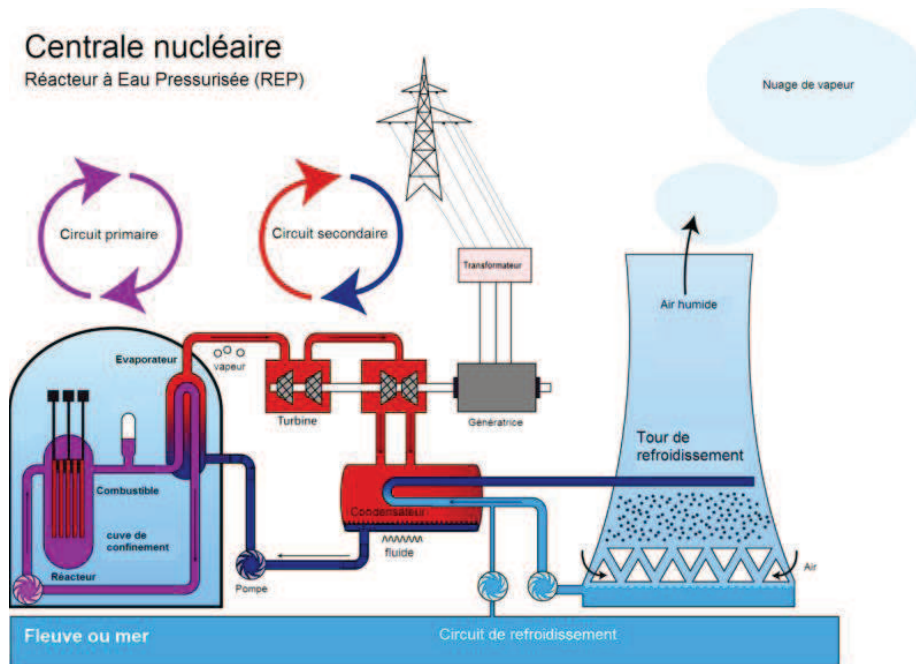 Centrale nucléaire
Réacteur à Eau Pressurisée (REP)
Nuage de vapeur
Circuit primaire
Circuit secondaire
Transformateur
Air humide
Evaporateur
vapeur
Turbine
Génératrice
Tour de
refroidissement
Combustible
Condensateur
cuve de
confinement
fluide
Réacteur
Pompe
Air
Fleuve ou mer
Circuit de refroidissement